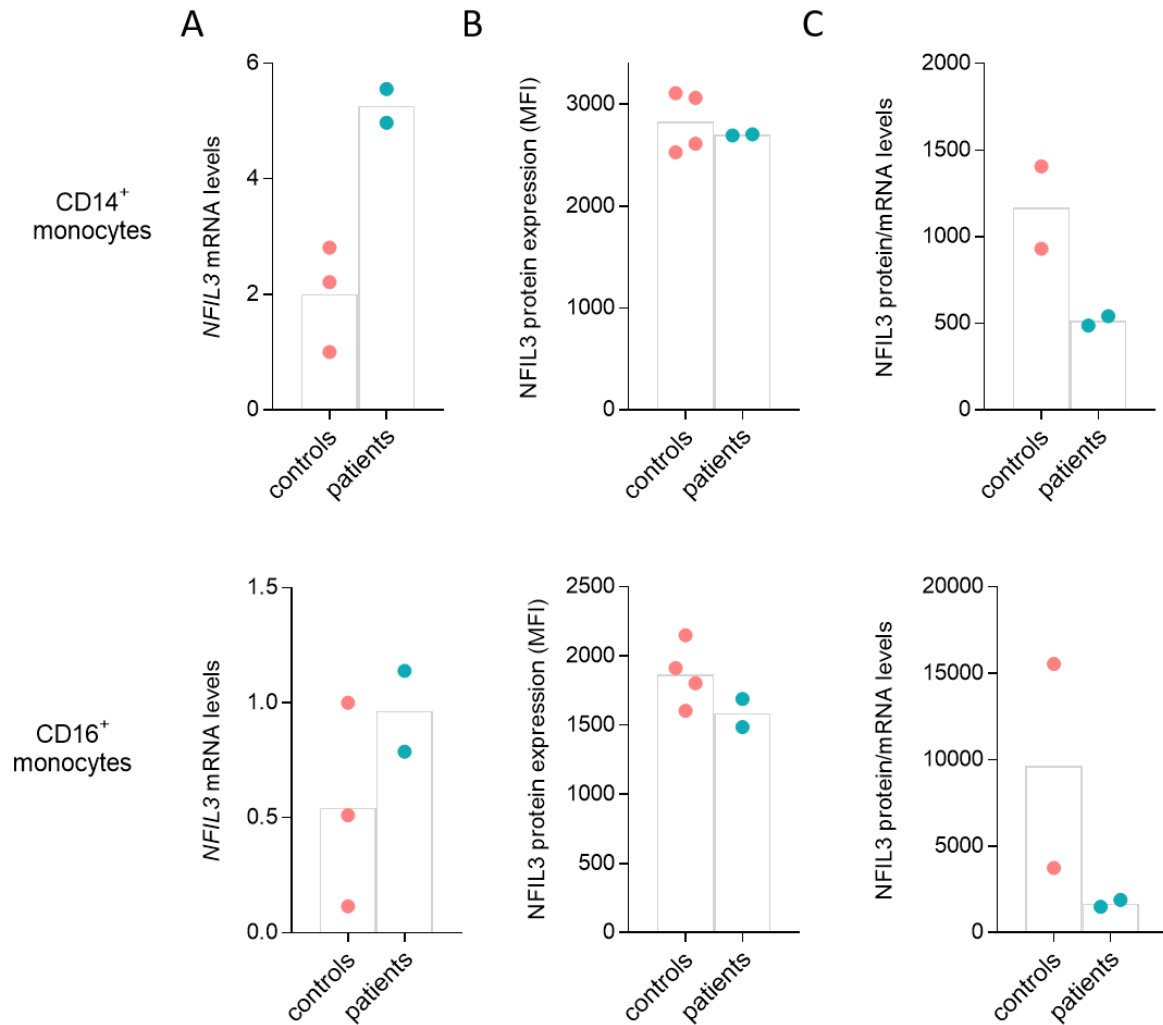 A
B
C
CD14+
monocytes
NFIL3 mRNA levels
6
4
2
0
controls
patients
NFIL3 protein expression (MFI)
3000
2000
1000
0
controls
patients
NFIL3 protein/mRNA levels
2000
1500
1000
500
0
controls
patients
CD16+
monocytes
NFIL3 mRNA levels
1.5
1.0
0.5
0.0
controls
patients
NFIL3 protein expression (MFI)
2500
2000
1500
1000
500
0
controls
patients
NFIL3 protein/mRNA levels
20000
15000
10000
5000
0
controls
patients